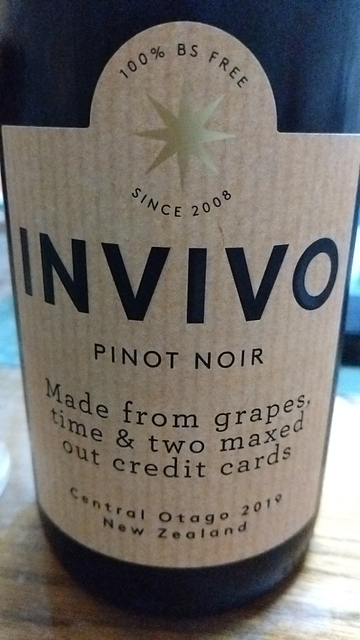 100% BS FREE
SINCE 2008
INVIVO
PINOT NOIR
Made from grapes,
time & two maxed
out credit cards
Central Otago 2019
New Zealand